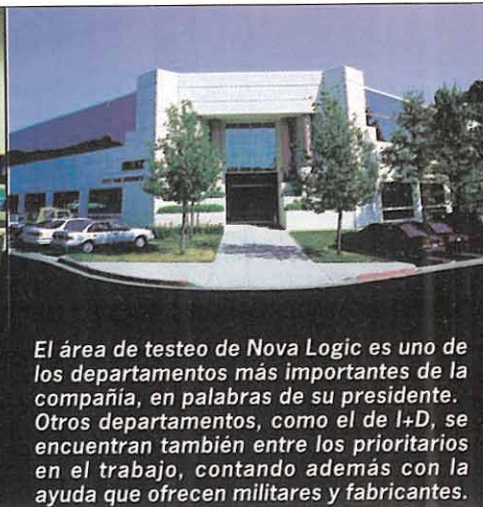 El área de testeo de Nova Logic es uno de
los departamentos más importantes de la
compañía, en palabras de su presidente.
Otros departamentos, como el de I+D, se
encuentran también entre los prioritarios
en el trabajo, contando además con la
ayuda que ofrecen militares y fabricantes.